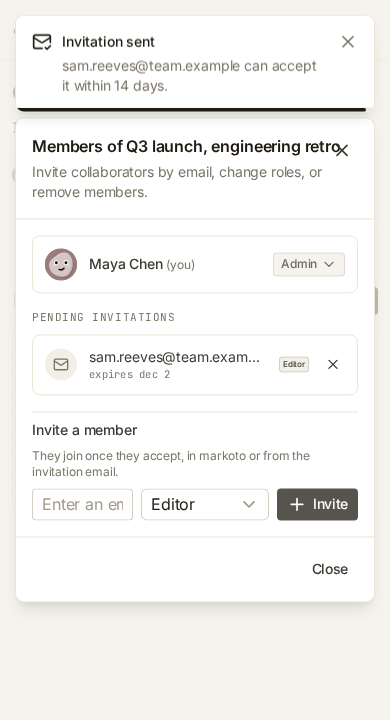 Invitation sent
sam.reeves@team.example can accept
it within 14 days.
Members of Q3 launch, engineering retro
Invite collaborators by email, change roles, or
remove members.
Maya Chen (you)
Admin
PENDING INVITATIONS
sam.reeves@team.exam…
expires dec 2
Editor
Invite a member
They join once they accept, in markoto or from the
invitation email.
Enter an en
Editor
Invite
Close